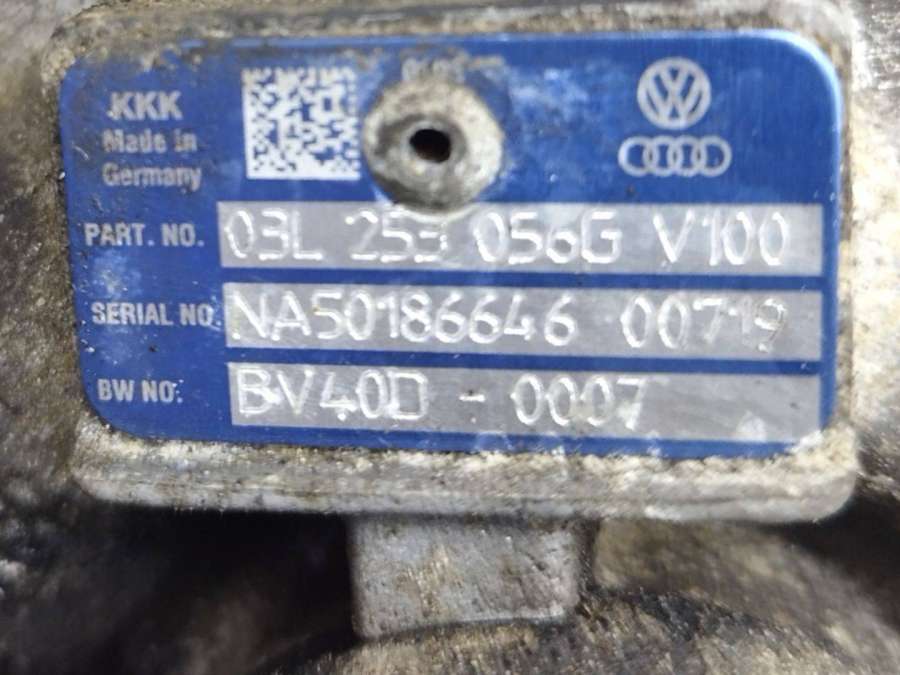 KKK
Made in
Germany
PART. NO. 03L 253 056G V100
SERIAL NO. NA50186646 00719
BW NO. BV40D - 0007